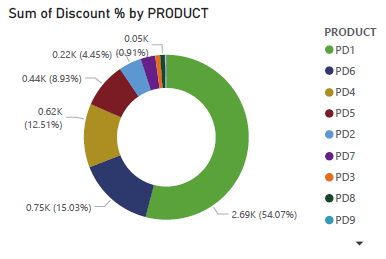 Sum of Discount % by PRODUCT
0.05K
(0.91%)
0.22K (4.45%)
0.44K (8.93%)
0.62K
(12.51%)
0.75K (15.03%)
2.69K (54.07%)
PRODUCT
PD1
PD6
PD4
PD5
PD2
PD7
PD3
PD8
PD9